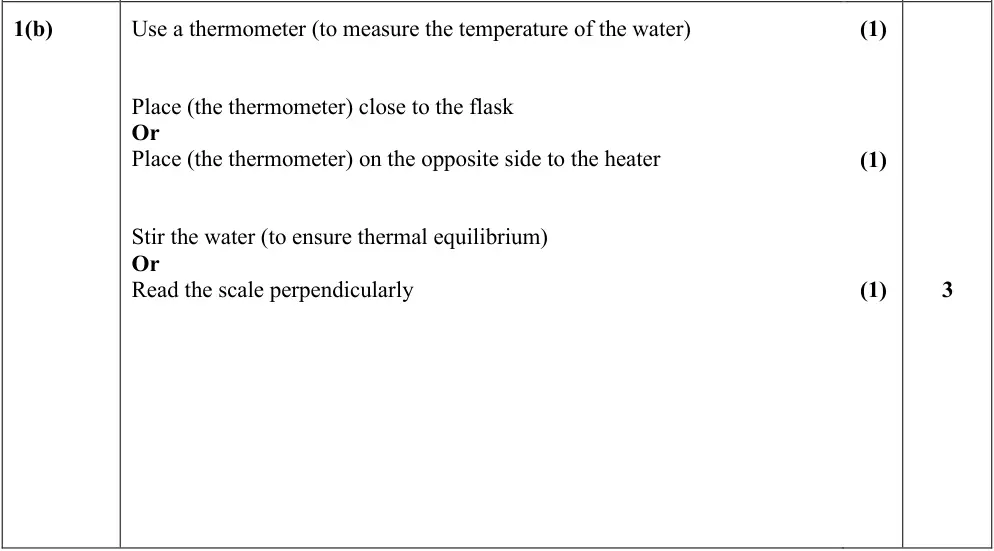 1(b) Use a thermometer (to measure the temperature of the water) (1)
Place (the thermometer) close to the flask
Or
Place (the thermometer) on the opposite side to the heater (1)
Stir the water (to ensure thermal equilibrium)
Or
Read the scale perpendicularly (1) 3